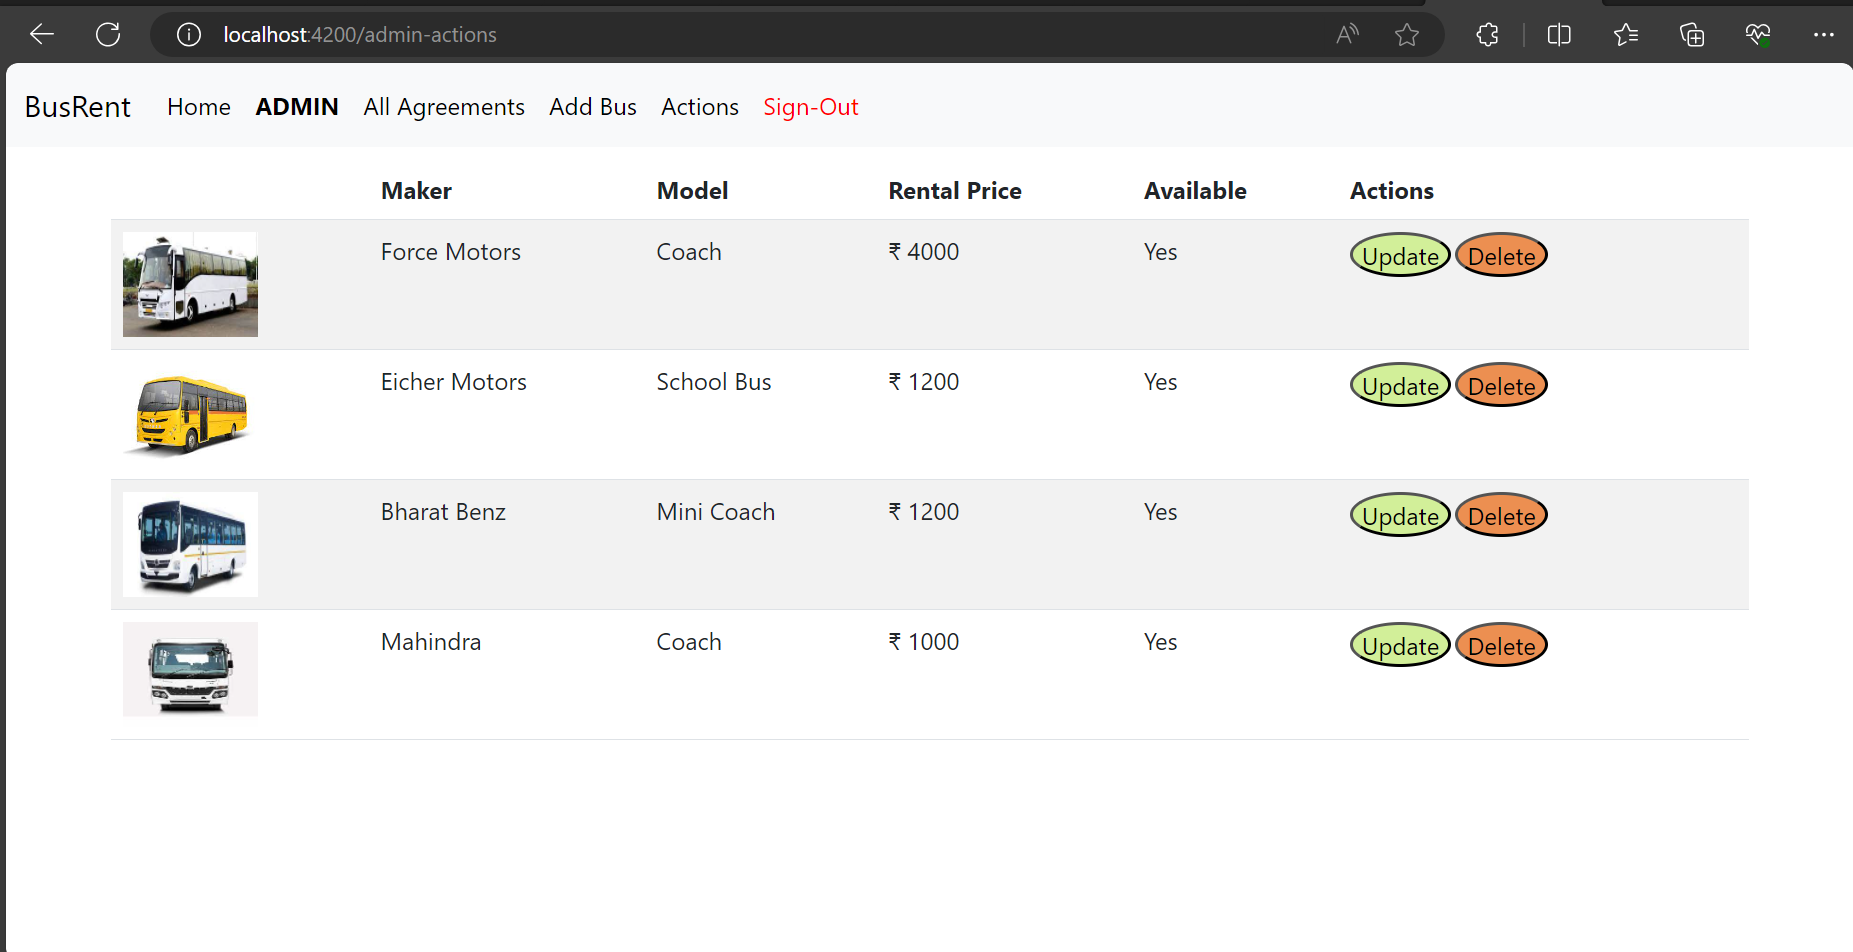 localhost:4200/admin-actions
BusRent Home ADMIN All Agreements Add Bus Actions Sign-Out
Maker Model Rental Price Available Actions
Force Motors Coach ₹ 4000 Yes Update Delete
Eicher Motors School Bus ₹ 1200 Yes Update Delete
Bharat Benz Mini Coach ₹ 1200 Yes Update Delete
Mahindra Coach ₹ 1000 Yes Update Delete